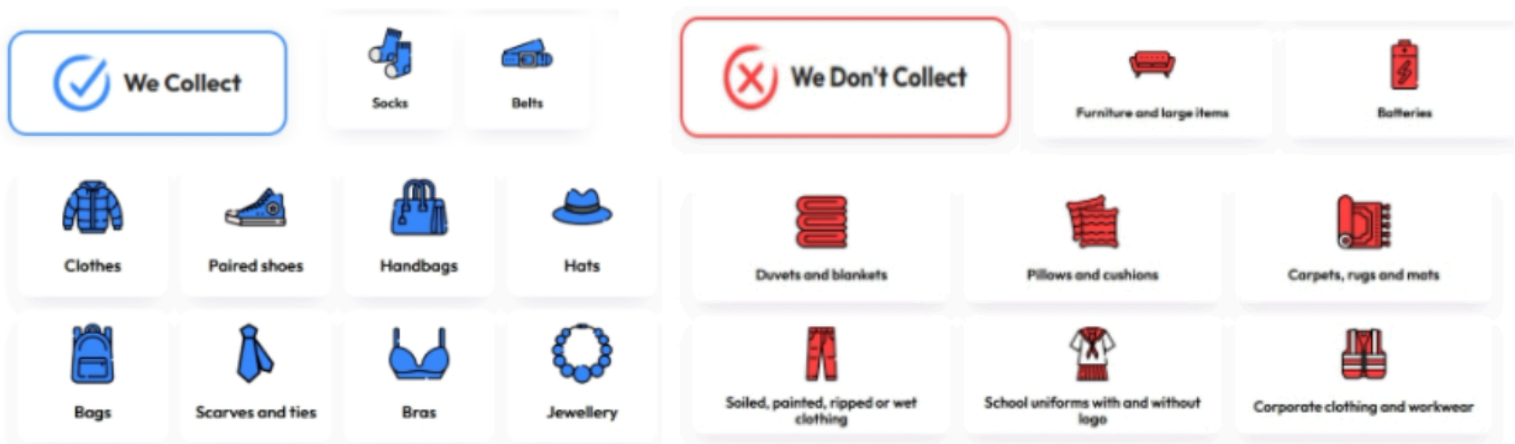 We Collect
Socks
Belts
Clothes
Paired shoes
Handbags
Hats
Bags
Scarves and ties
Bras
Jewellery
We Don't Collect
Furniture and large items
Batteries
Duvets and blankets
Pillows and cushions
Carpets, rugs and mats
Soiled, painted, ripped or wet
clothing
School uniforms with and without
logo
Corporate clothing and workwear